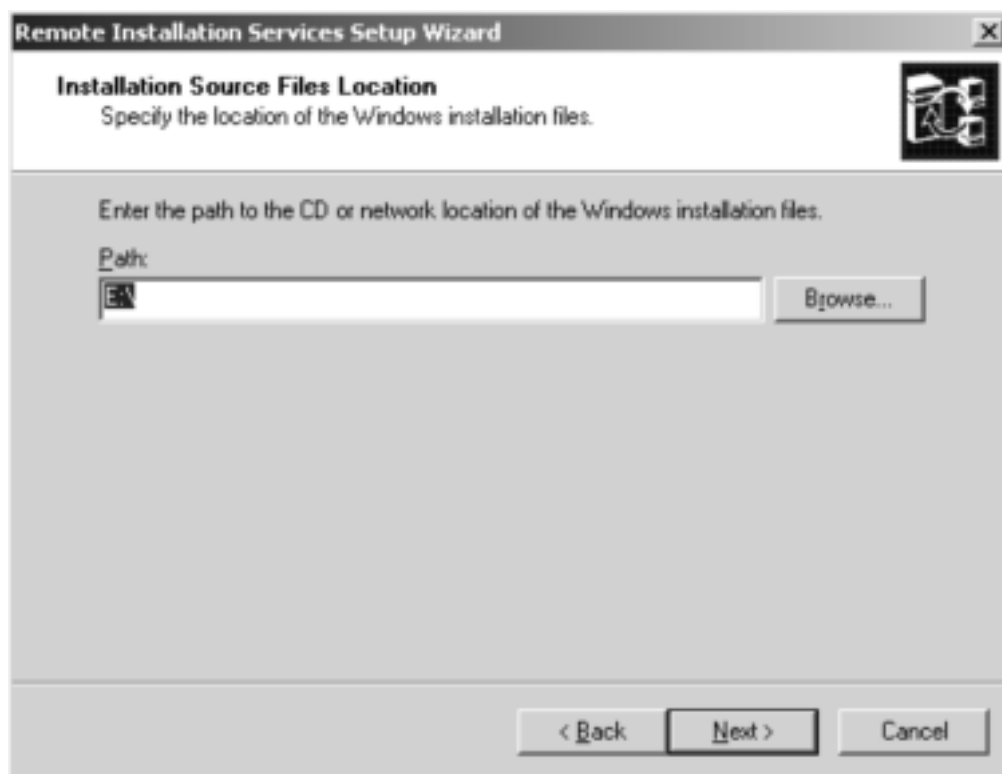 Remote Installation Services Setup Wizard
Installation Source Files Location
Specify the location of the Windows installation files.
Enter the path to the CD or network location of the Windows installation files.
Path:
E:\
Browse...
< Back
Next >
Cancel